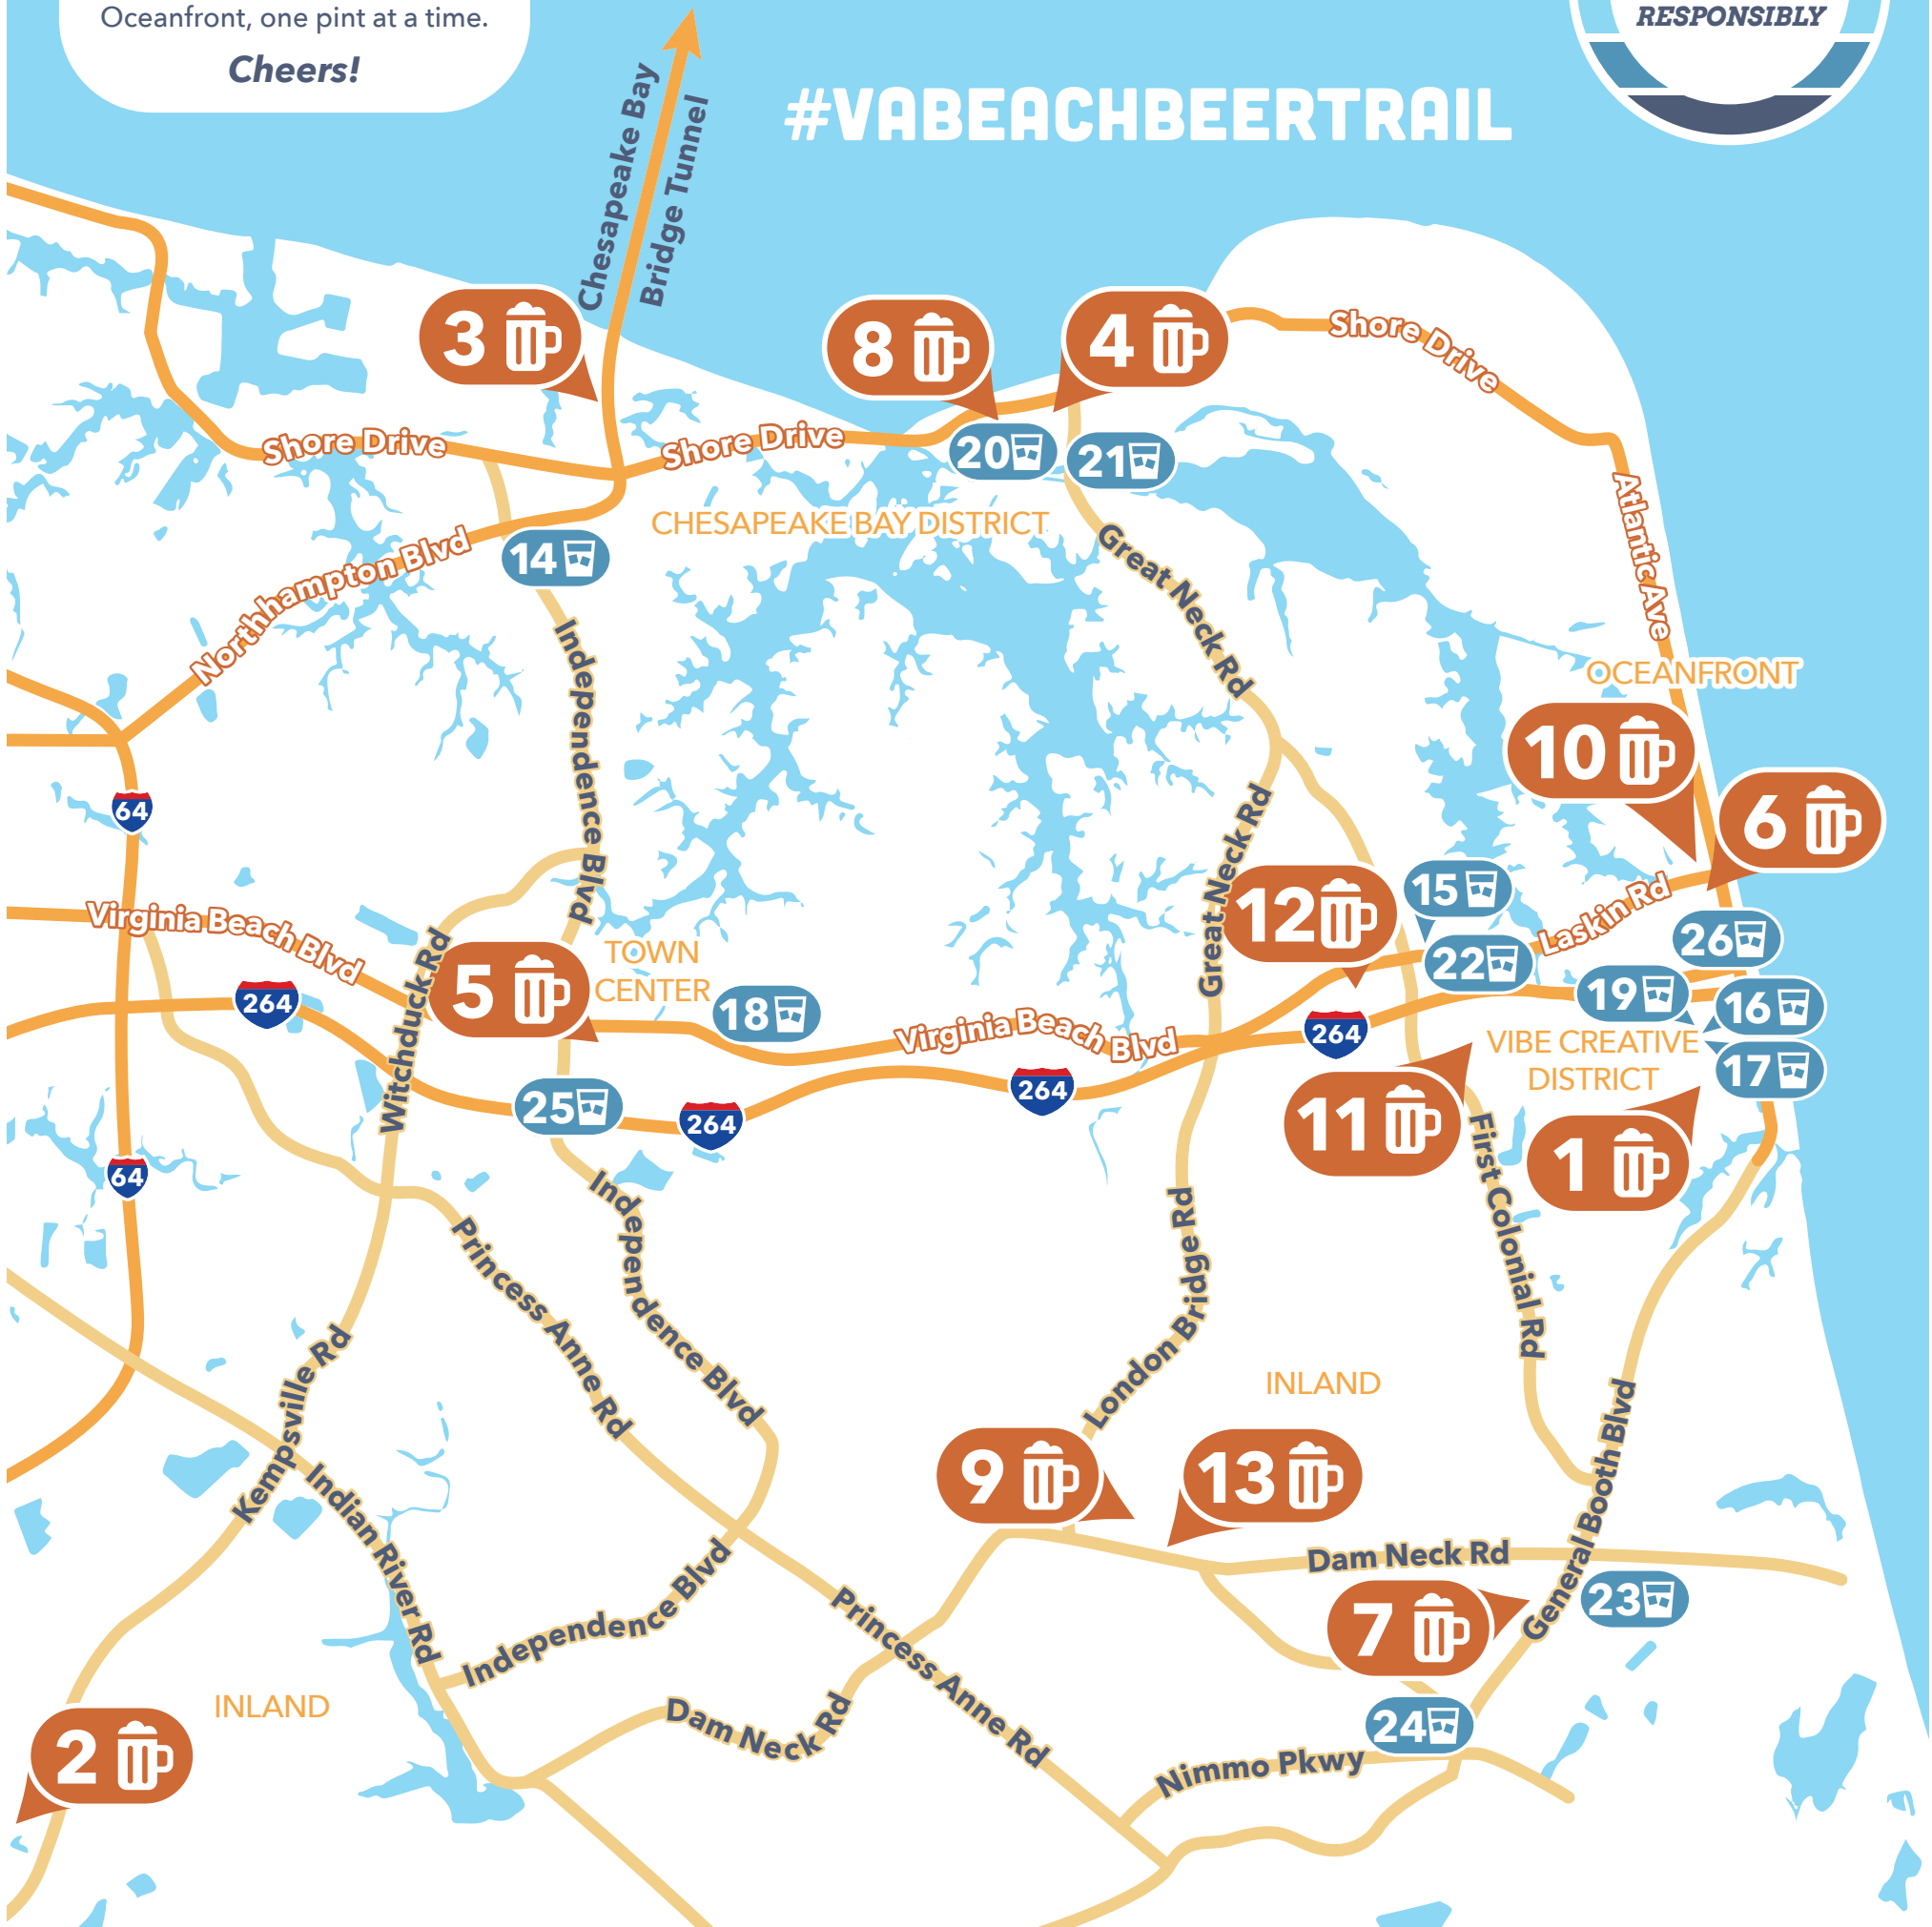 Oceanfront, one pint at a time.
Cheers!
RESPONSIBLY
#VABEACHBEERTRAIL
Chesapeake Bay
Bridge Tunnel
3
8
4
Shore Drive
Shore Drive
Shore Drive
20
21
Atlantic Ave
CHESAPEAKE BAY DISTRICT
Northhampton Blvd
14
Great Neck Rd
Independence Blvd
OCEANFRONT
10
6
64
Great Neck Rd
12
15
Laskin Rd
Virginia Beach Blvd
Witchduck Rd
TOWN
CENTER
5
18
22
26
19
16
264
Virginia Beach Blvd
264
VIBE CREATIVE
DISTRICT
17
25
264
264
11
1
64
First Colonial Rd
Independence Blvd
Princess Anne Rd
London Bridge Rd
Kempsville Rd
INLAND
General Booth Blvd
9
13
Indian River Rd
Dam Neck Rd
Independence Blvd
7
23
Princess Anne Rd
INLAND
Dam Neck Rd
24
2
Nimmo Pkwy